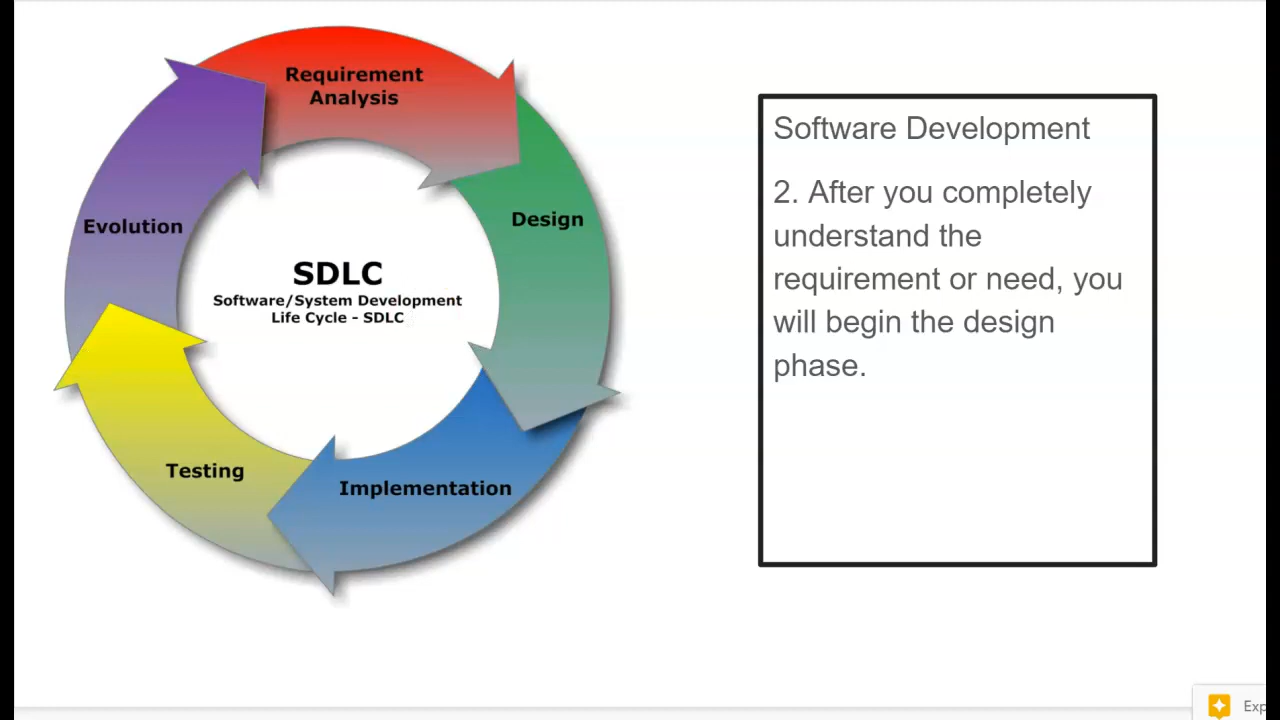 Requirement
Analysis
Design
Evolution
SDLC
Software/System Development
Life Cycle - SDLC
Testing
Implementation
Software Development
2. After you completely
understand the
requirement or need, you
will begin the design
phase.